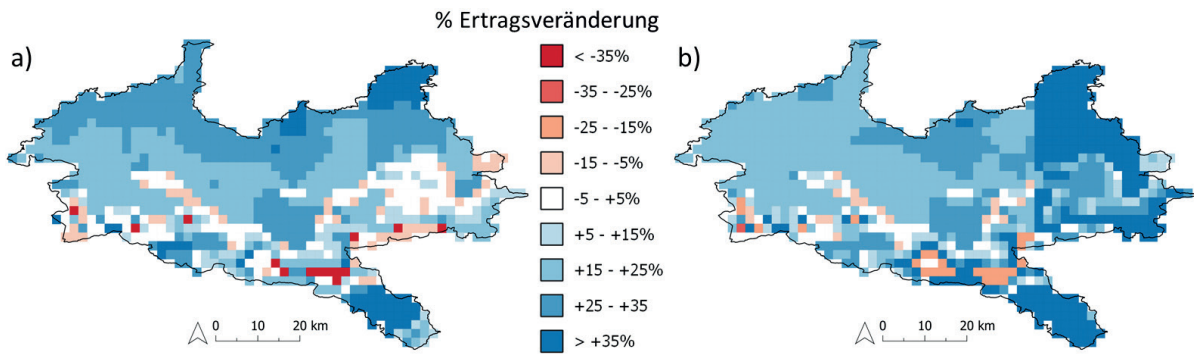 % Ertragsveränderung
a)
< -35%
-35 - -25%
-25 - -15%
-15 - -5%
-5 - +5%
+5 - +15%
+15 - +25%
+25 - +35
> +35%
0 10 20 km
b)
0 10 20 km